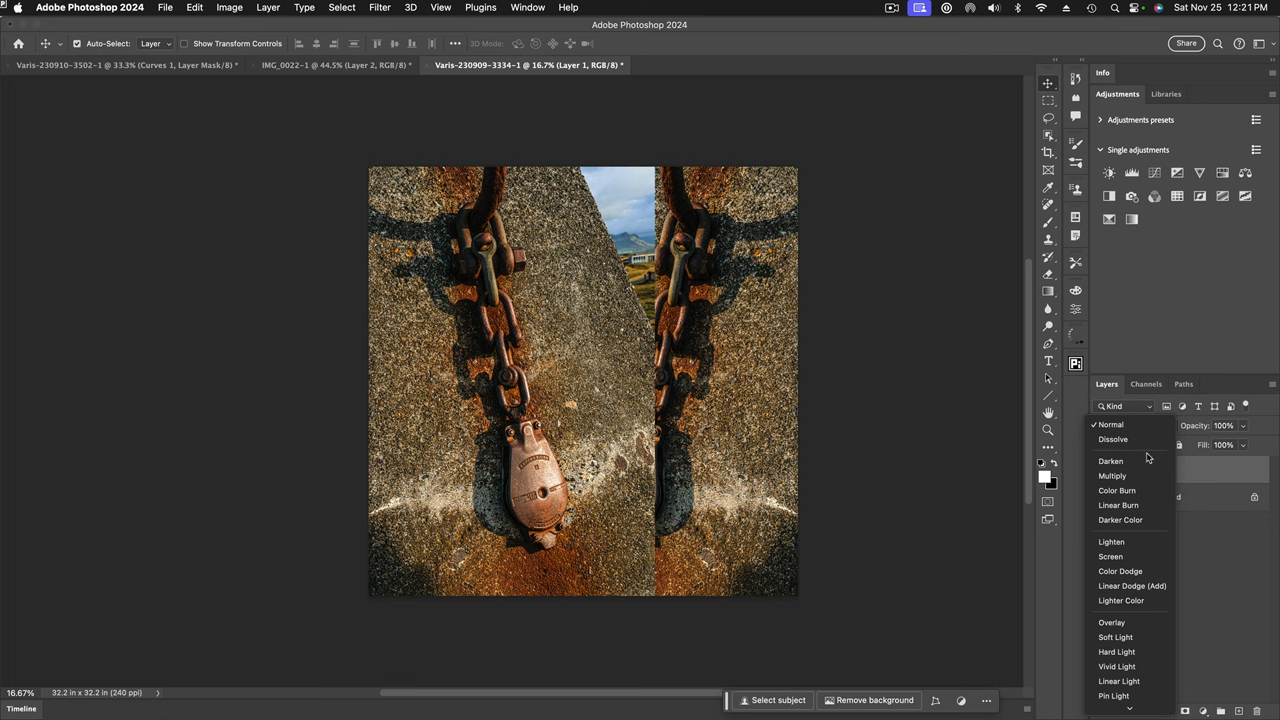 Adobe Photoshop 2024 File Edit Image Layer Type Select Filter 3D View Plugins Window Help Sat Nov 25 12:21 PM
Adobe Photoshop 2024
Auto-Select: Layer Show Transform Controls 3D Mode: Share
Varis-230910-3502-1 @ 33.3% (Curves 1, Layer Mask/8) * IMG_0022-1 @ 44.5% (Layer 2, RGB/8) * Varis-230909-3334-1 @ 16.7% (Layer 1, RGB/8) *
Info
Adjustments Libraries
Adjustments presets
Single adjustments
Layers Channels Paths
Kind
Normal Opacity: 100%
Dissolve Fill: 100%
Darken
Multiply
Color Burn
Linear Burn
Darker Color
Lighten
Screen
Color Dodge
Linear Dodge (Add)
Lighter Color
Overlay
Soft Light
Hard Light
Vivid Light
Linear Light
Pin Light
16.67% 32.2 in x 32.2 in (240 ppi)
Select subject Remove background
Timeline